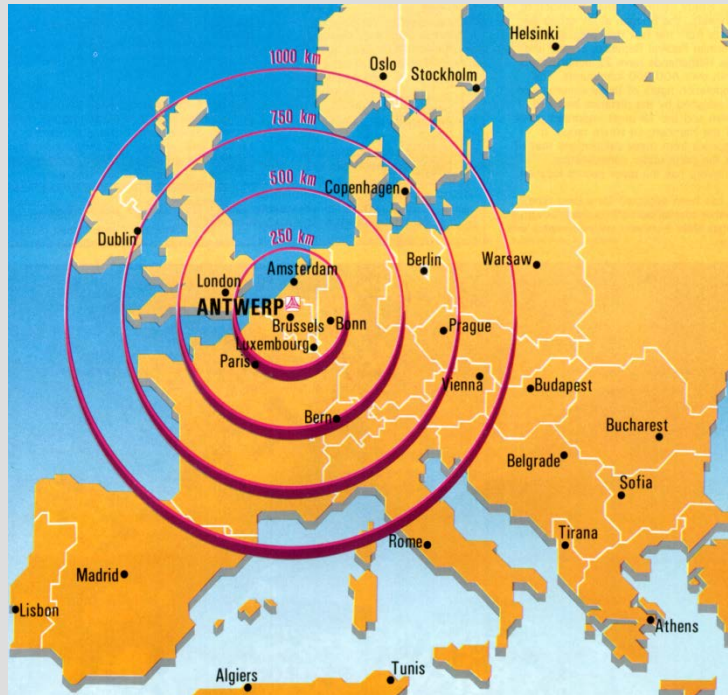 Helsinki
1000 km
Oslo
Stockholm
750 km
500 km
Copenhagen
Dublin
250 km
Berlin
Warsaw
Amsterdam
London
ANTWERP
Brussels
Bonn
Prague
Luxembourg
Paris
Vienna
Budapest
Bern
Bucharest
Belgrade
Sofia
Tirana
Rome
Madrid
Lisbon
Athens
Tunis
Algiers